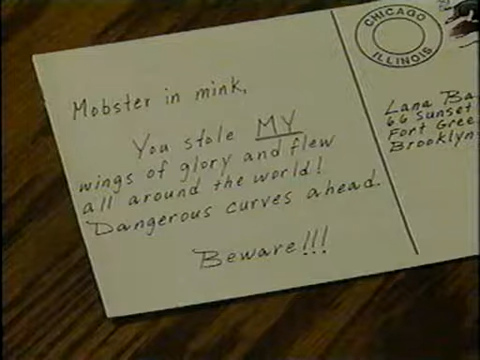 Mobster in mink,
You stole MY
wings of glory and flew
all around the world!
Dangerous curves ahead.
Beware!!!
CHICAGO
ILLINOIS
Lana
66 Sunset
Fort
Brooklyn